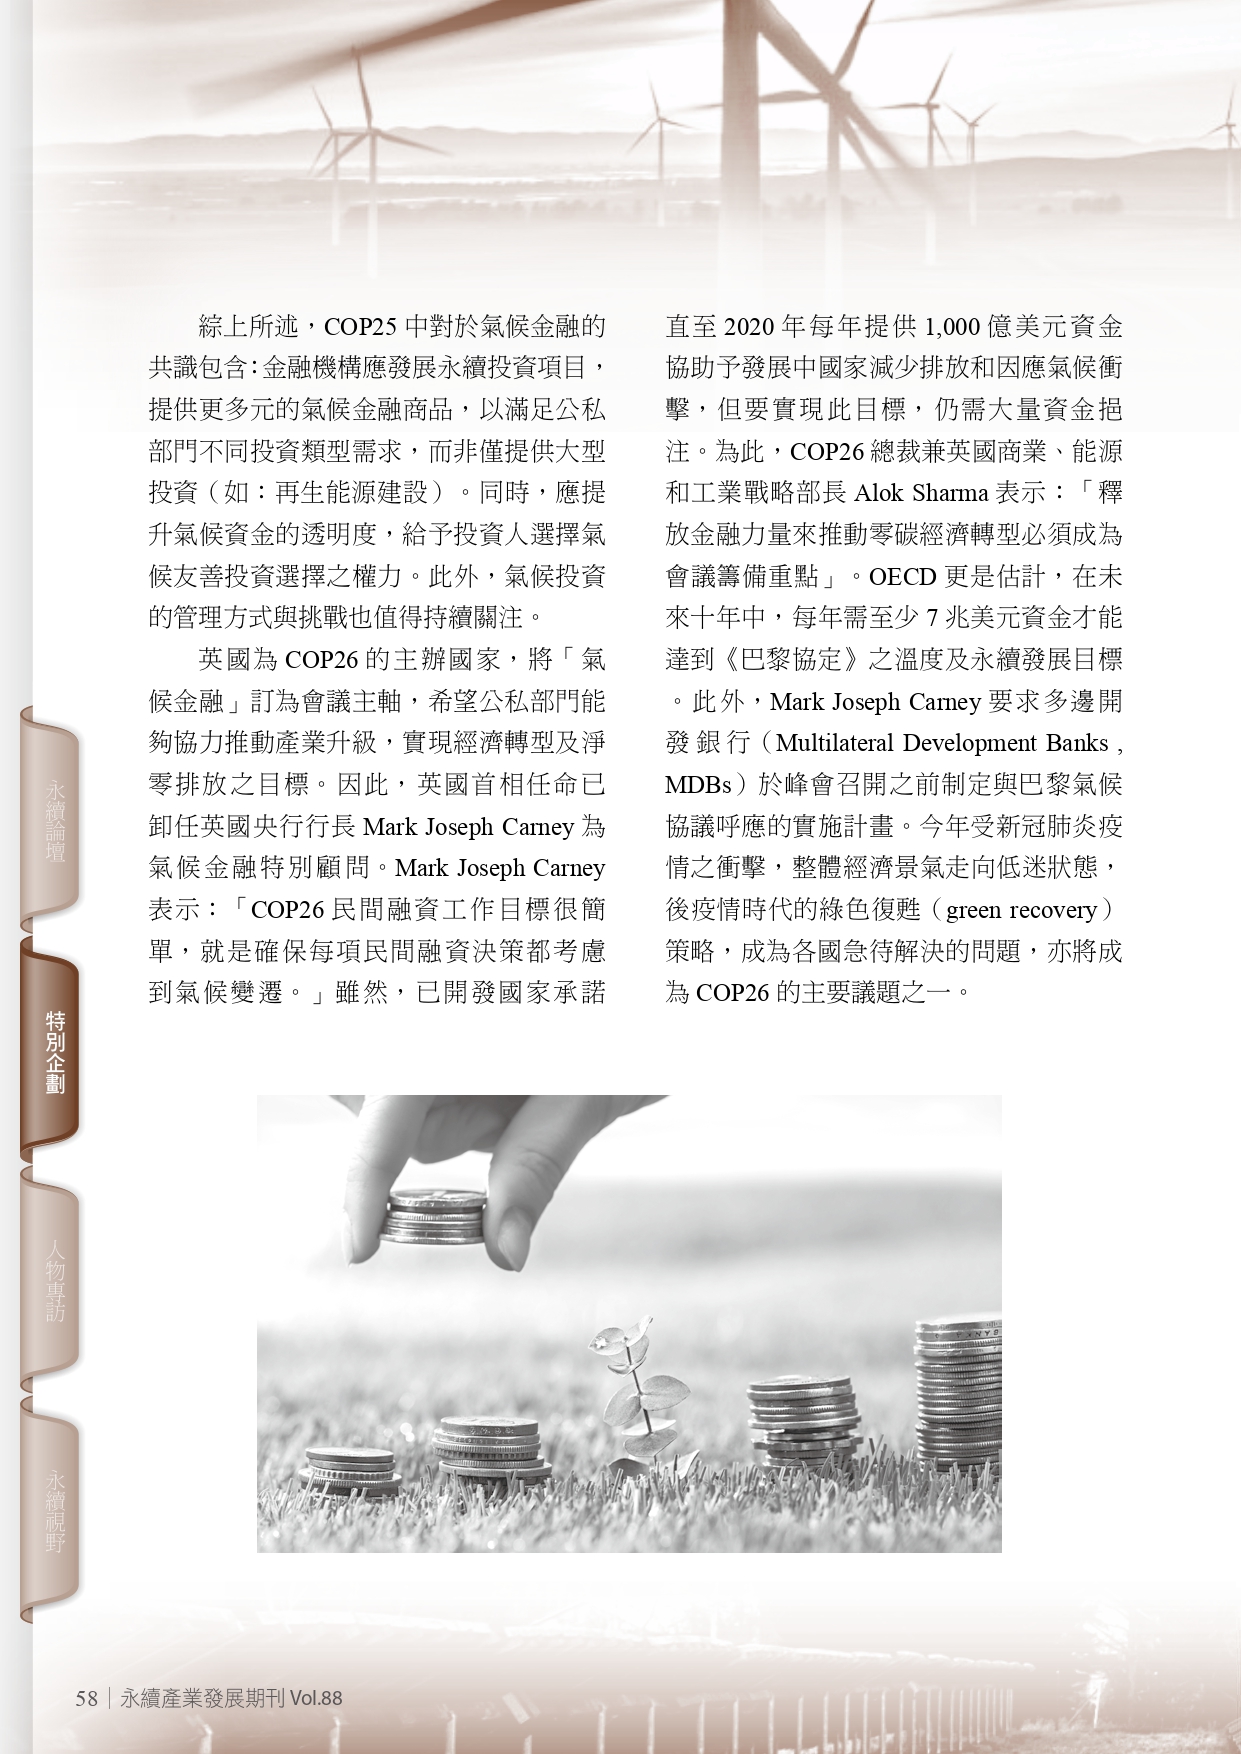 綜上所述，COP25 中對於氣候金融的
共識包含：金融機構應發展永續投資項目，
提供更多元的氣候金融商品，以滿足公私
部門不同投資類型需求，而非僅提供大型
投資（如：再生能源建設）。同時，應提
升氣候資金的透明度，給予投資人選擇氣
候友善投資選擇之權力。此外，氣候投資
的管理方式與挑戰也值得持續關注。
英國為 COP26 的主辦國家，將「氣
候金融」訂為會議主軸，希望公私部門能
夠協力推動產業升級，實現經濟轉型及淨
零排放之目標。因此，英國首相任命已
卸任英國央行行長 Mark Joseph Carney 為
氣候金融特別顧問。Mark Joseph Carney
表示：「COP26 民間融資工作目標很簡
單，就是確保每項民間融資決策都考慮
到氣候變遷。」雖然，已開發國家承諾
直至 2020 年每年提供 1,000 億美元資金
協助予發展中國家減少排放和因應氣候衝
擊，但要實現此目標，仍需大量資金挹
注。為此，COP26 總裁兼英國商業、能源
和工業戰略部長 Alok Sharma 表示：「釋
放金融力量來推動零碳經濟轉型必須成為
會議籌備重點」。OECD 更是估計，在未
來十年中，每年需至少 7 兆美元資金才能
達到《巴黎協定》之溫度及永續發展目標
。此外，Mark Joseph Carney 要求多邊開
發銀行（Multilateral Development Banks ,
MDBs）於峰會召開之前制定與巴黎氣候
協議呼應的實施計畫。今年受新冠肺炎疫
情之衝擊，整體經濟景氣走向低迷狀態，
後疫情時代的綠色復甦（green recovery）
策略，成為各國急待解決的問題，亦將成
為 COP26 的主要議題之一。
永續論壇
特別企劃
人物專訪
永續視野
58 | 永續產業發展期刊 Vol.88